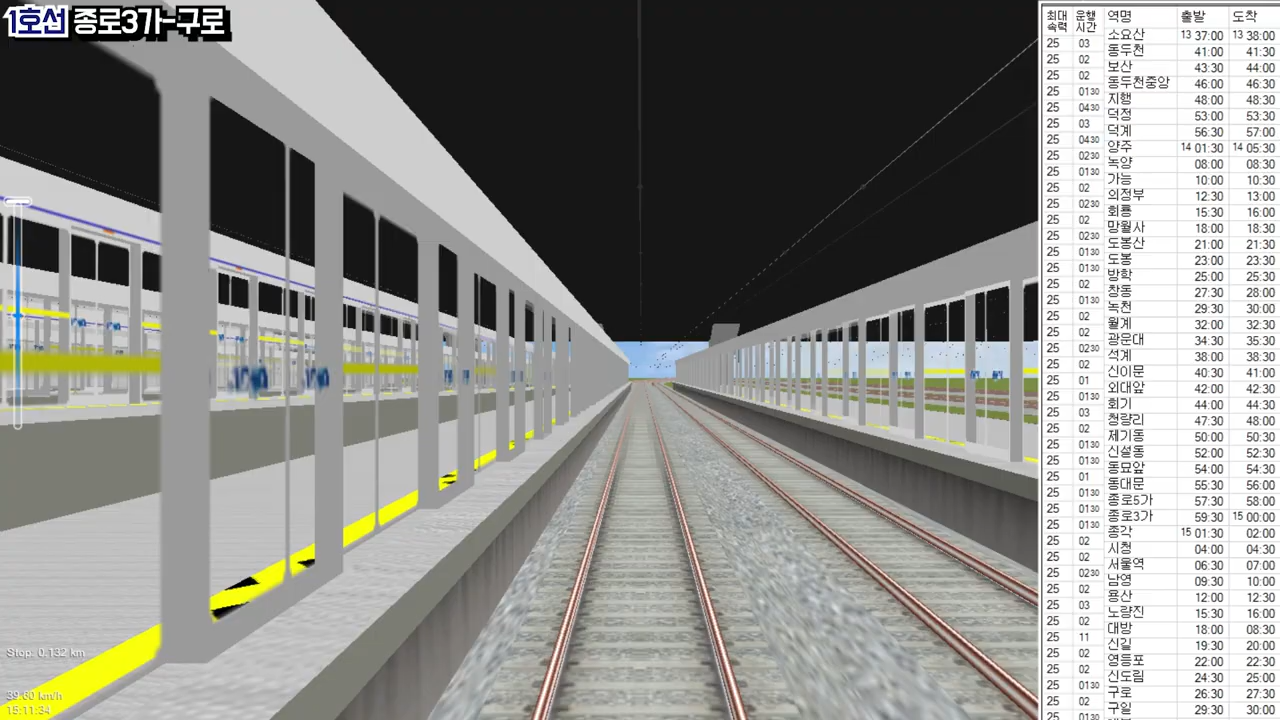 1호선 종로3가-구로
최대 속력 운행 시간 역명 출발 도착
소요산 13 37:00 13 38:00
25 03
동두천 41:00 41:30
25 02
보산 43:30 44:00
25 02
동두천중앙 46:00 46:30
25 0130
지행 48:00 48:30
25 0430
덕정 53:00 53:30
25 03
덕계 56:30 57:00
25 0430
양주 14 01:30 14 05:30
25 0230
녹양 08:00 08:30
25 0130
가능 10:00 10:30
25 02
의정부 12:30 13:00
25 0230
회룡 15:30 16:00
25 02
망월사 18:00 18:30
25 0230
도봉산 21:00 21:30
25 0130
도봉 23:00 23:30
25 0130
방학 25:00 25:30
25 02
창동 27:30 28:00
25 0130
녹천 29:30 30:00
25 02
월계 32:00 32:30
25 02
광운대 34:30 35:30
25 0230
석계 38:00 38:30
25 02
신이문 40:30 41:00
25 01
외대앞 42:00 42:30
25 0130
회기 44:00 44:30
25 03
청량리 47:30 48:00
25 02
제기동 50:00 50:30
25 0130
신설동 52:00 52:30
25 0130
동묘앞 54:00 54:30
25 01
동대문 55:30 56:00
25 0130
종로5가 57:30 58:00
25 0130
종로3가 59:30 15 00:00
25 0130
종각 15 01:30 02:00
25 02
시청 04:00 04:30
25 02
서울역 06:30 07:00
25 0230
남영 09:30 10:00
25 02
용산 12:00 12:30
25 03
노량진 15:30 16:00
25 02
대방 18:00 08:30
25 11
신길 19:30 20:00
25 02
영등포 22:00 22:30
25 02
신도림 24:30 25:00
25 0130
구로 26:30 27:30
25 02
구일 29:30 30:00
25 0130
Stop. 0.132 km
39.60 km/h
15:11:34